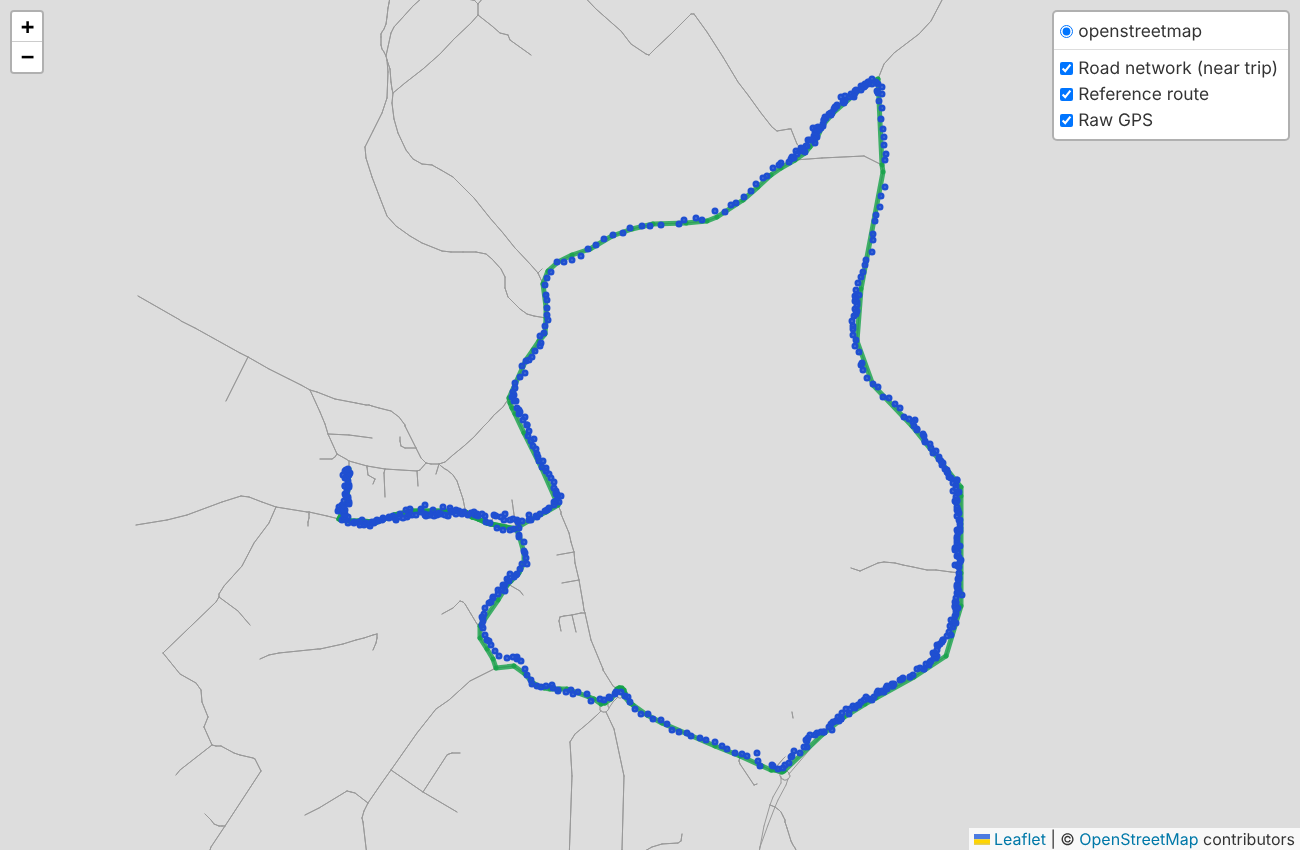 +
−
openstreetmap
Road network (near trip)
Reference route
Raw GPS
Leaflet | © OpenStreetMap contributors